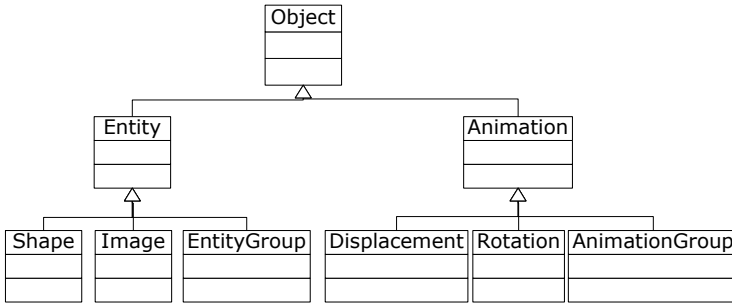 Object
Entity
Animation
Shape
Image
EntityGroup
Displacement
Rotation
AnimationGroup